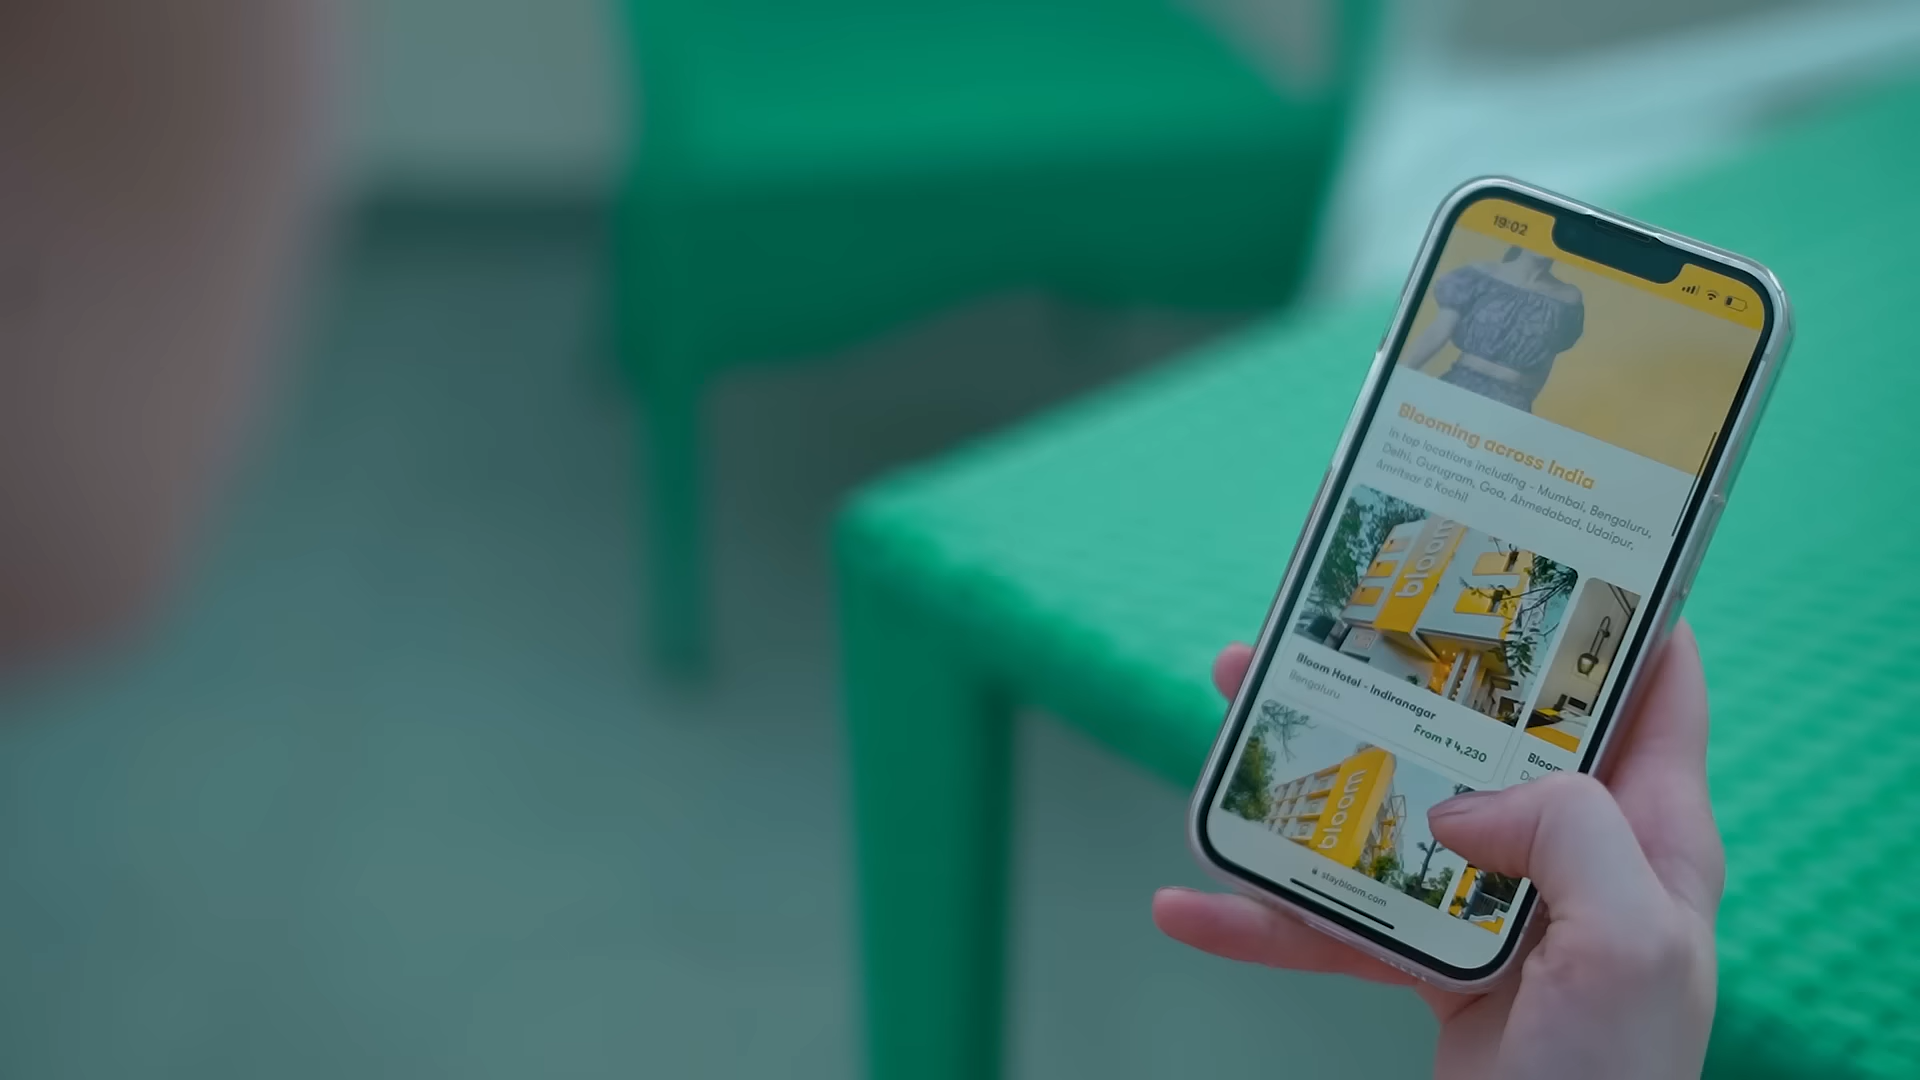 19:02
Blooming across India
In top locations including - Mumbai, Bengaluru,
Delhi, Gurugram, Goa, Ahmedabad, Udaipur,
Amritsar & Kochi!
bloom
Bloom Hotel - Indiranagar
Bengaluru
From ₹ 4,230
Bloom
bloom
staybloom.com